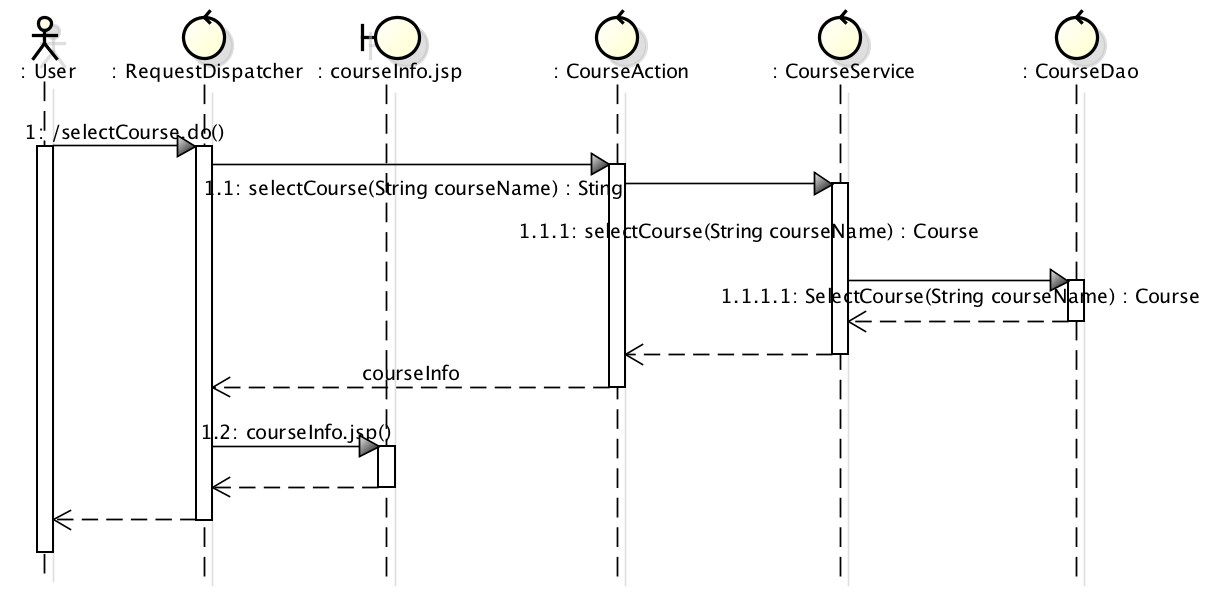 : User
: RequestDispatcher
: courseInfo.jsp
: CourseAction
: CourseService
: CourseDao
1: /selectCourse.do()
1.1: selectCourse(String courseName) : Sting
1.1.1: selectCourse(String courseName) : Course
1.1.1.1: SelectCourse(String courseName) : Course
courseInfo
1.2: courseInfo.jsp()